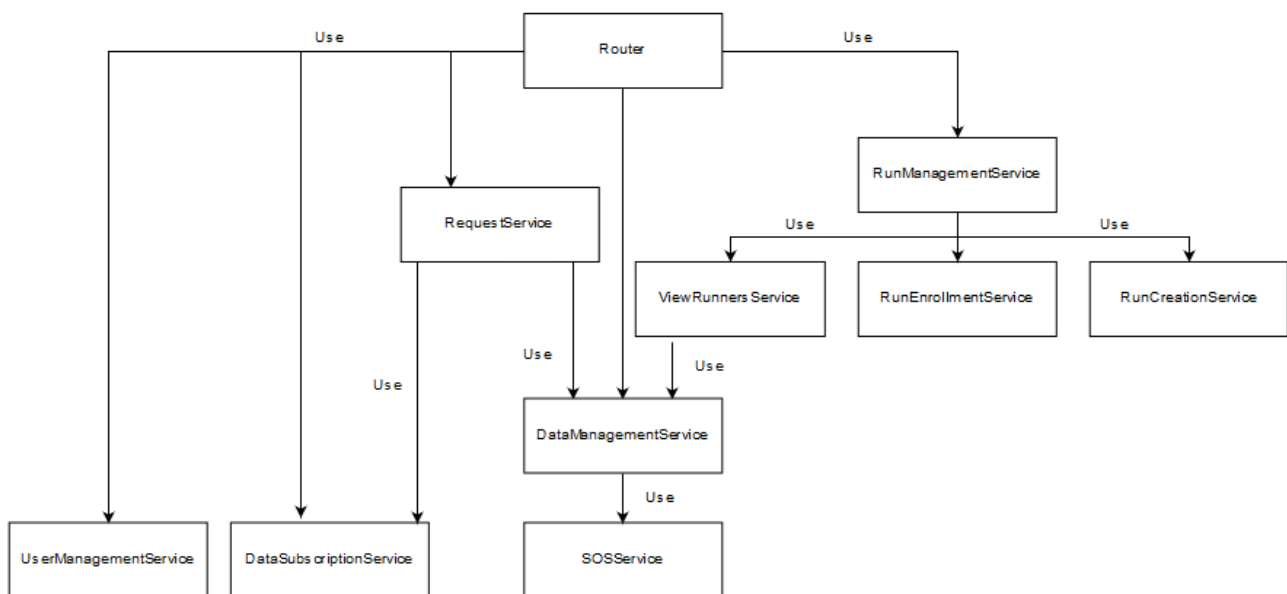 Use
Router
Use
RunManagementService
RequestService
Use
Use
ViewRunnersService
RunEnrollmentService
RunCreationService
Use
Use
Use
DataManagementService
Use
UserManagementService
DataSubscriptionService
SOSService